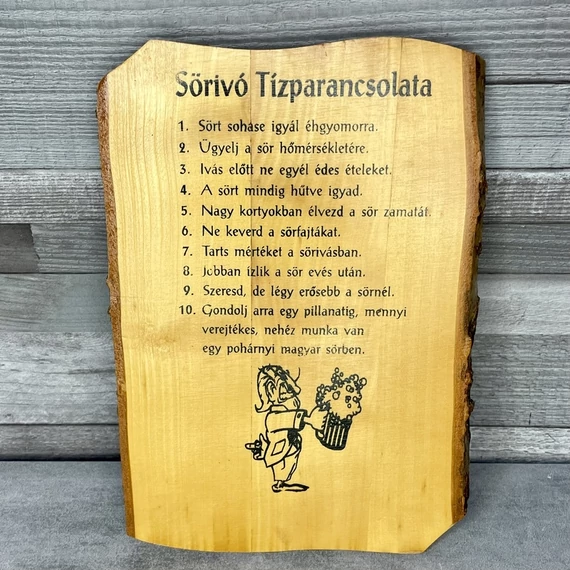 Sörivó Tízparancsolata
1. Sört sohase igyál éhgyomorra.
2. Ügyelj a sör hőmérsékletére.
3. Ivás előtt ne egyél édes ételeket.
4. A sört mindig hűtve igyad.
5. Nagy kortyokban élvezd a sör zamatát.
6. Ne keverd a sörfajtákat.
7. Tarts mértéket a sörivásban.
8. Jobban ízlik a sör evés után.
9. Szeresd, de légy erősebb a sörnél.
10. Gondolj arra egy pillanatig, mennyi
verejtékes, nehéz munka van
egy pohárnyi magyar sörben.